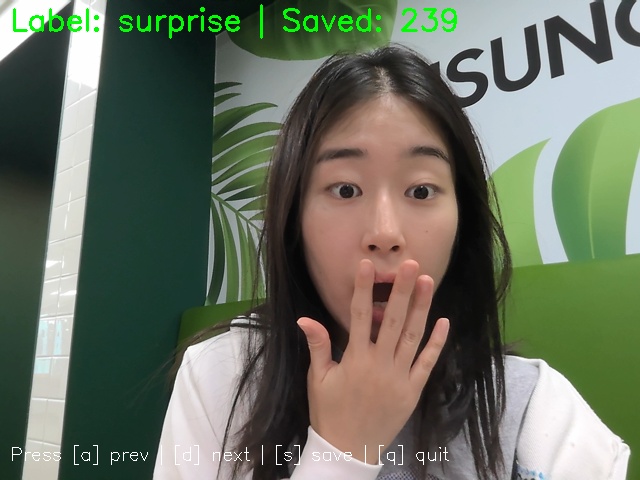 Label: surprise | Saved: 239
SUNG
Press [a] prev | [d] next | [s] save | [q] quit